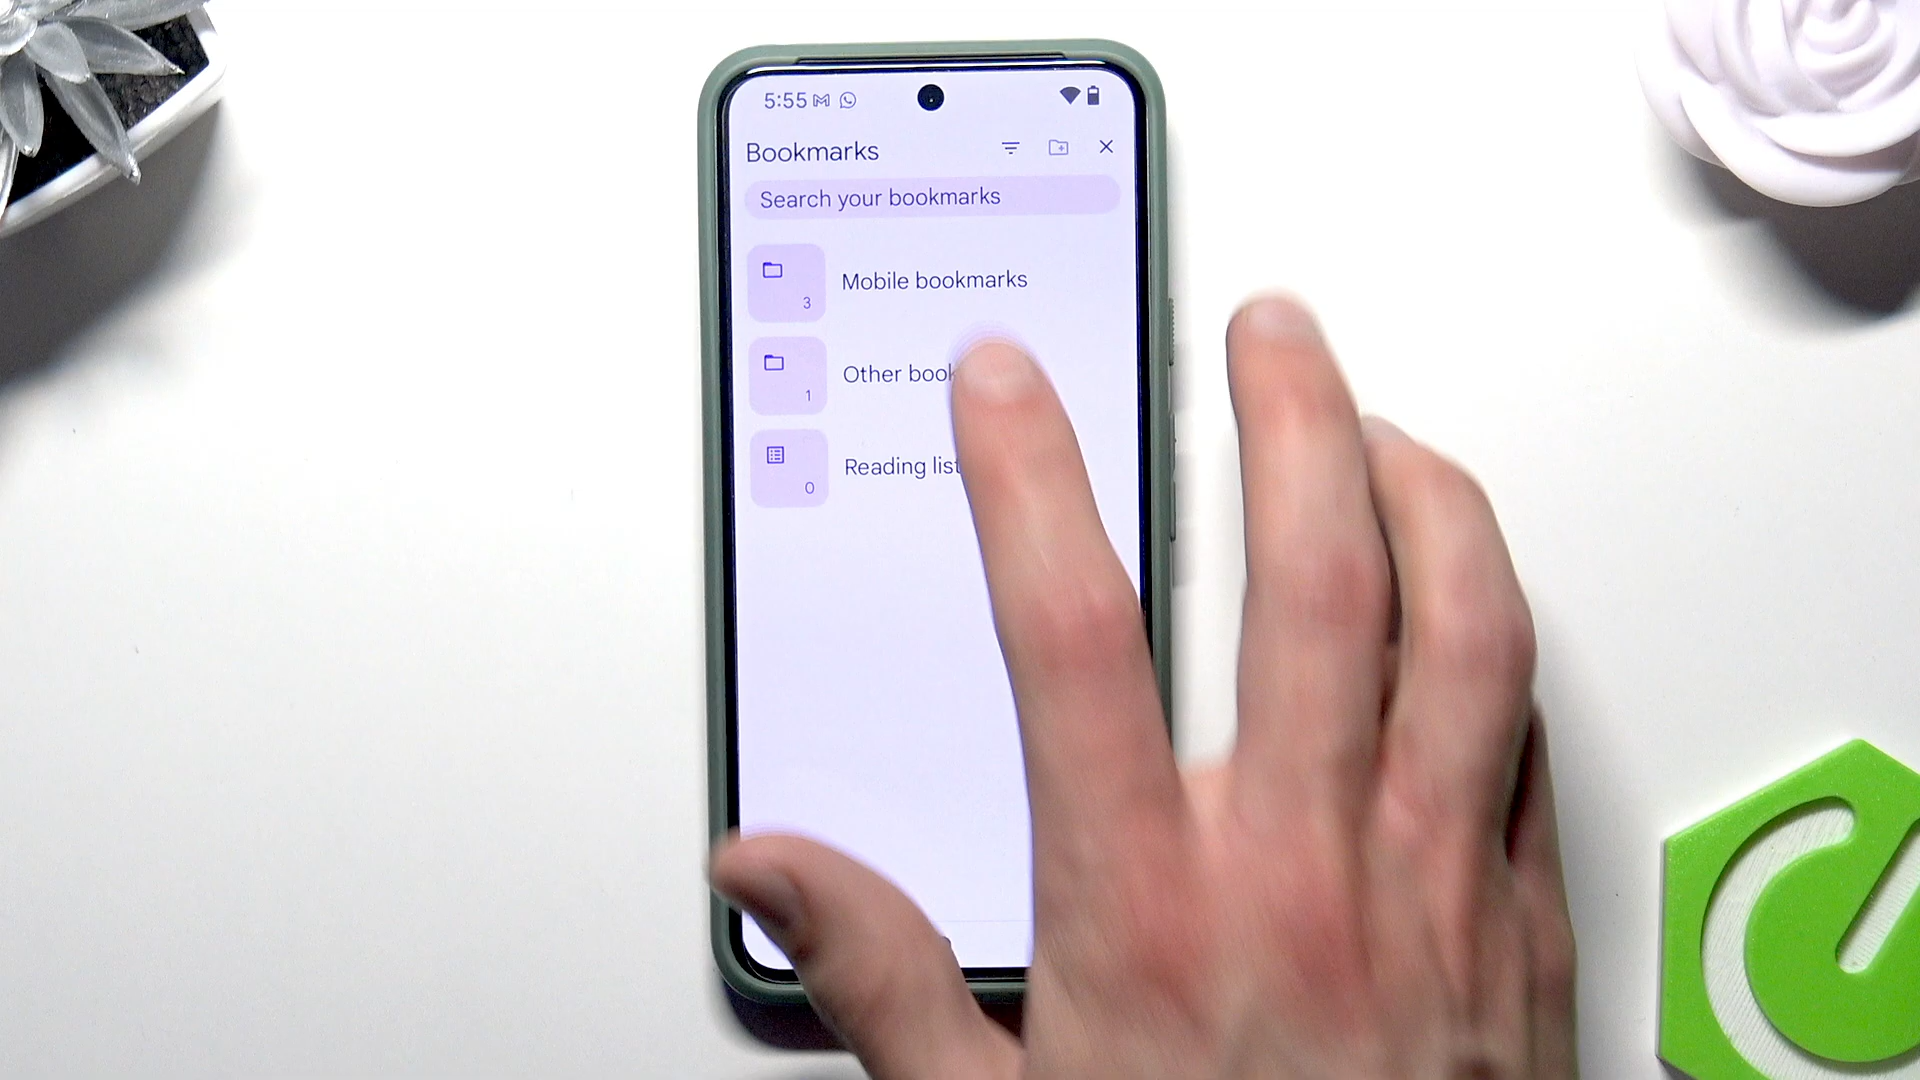 5:55
Bookmarks
Search your bookmarks
Mobile bookmarks
3
Other book
1
Reading list
0